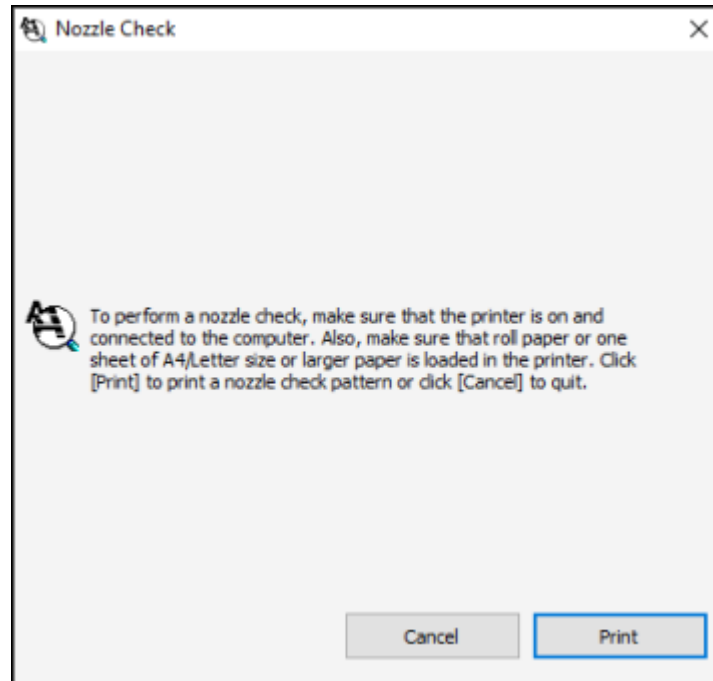 Nozzle Check
To perform a nozzle check, make sure that the printer is on and
connected to the computer. Also, make sure that roll paper or one
sheet of A4/Letter size or larger paper is loaded in the printer. Click
[Print] to print a nozzle check pattern or click [Cancel] to quit.
Cancel
Print